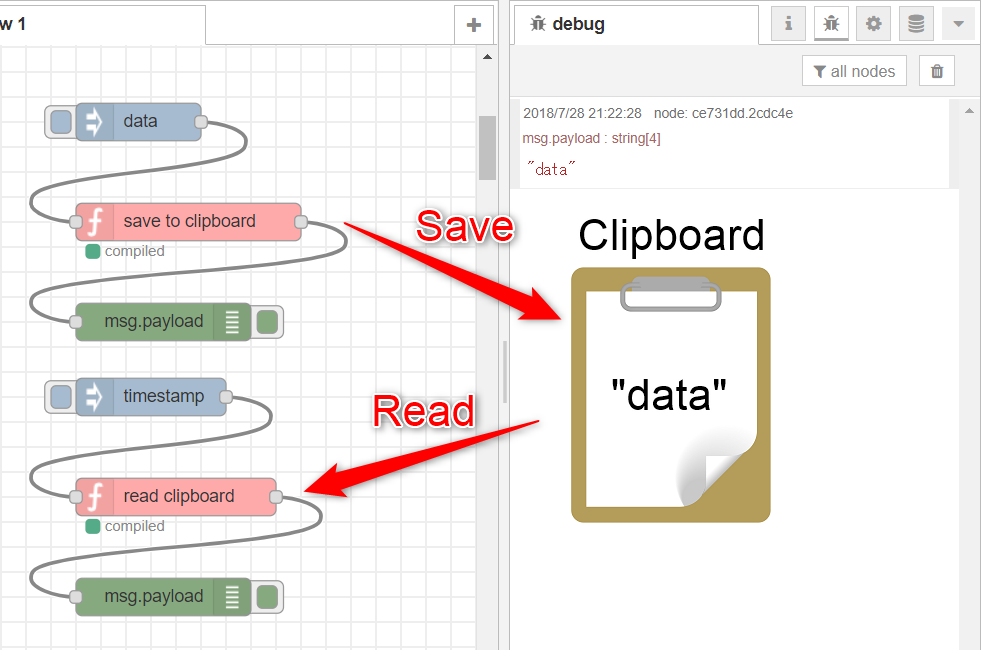 w 1
+
debug
i
all nodes
data
2018/7/28 21:22:28 node: ce731dd.2cdc4e
msg.payload : string[4]
"data"
save to clipboard
compiled
Save
Clipboard
msg.payload
"data"
timestamp
Read
read clipboard
compiled
msg.payload